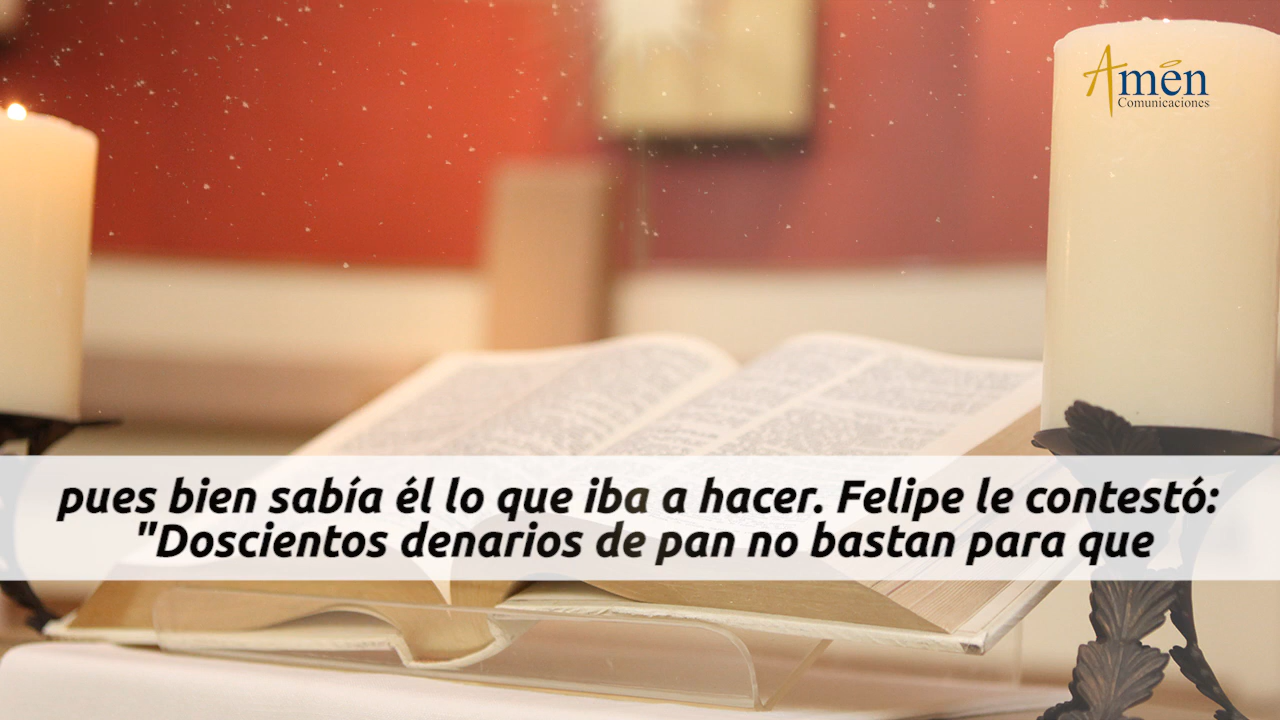 Amén
Comunicaciones
pues bien sabía él lo que iba a hacer. Felipe le contestó:
"Doscientos denarios de pan no bastan para que